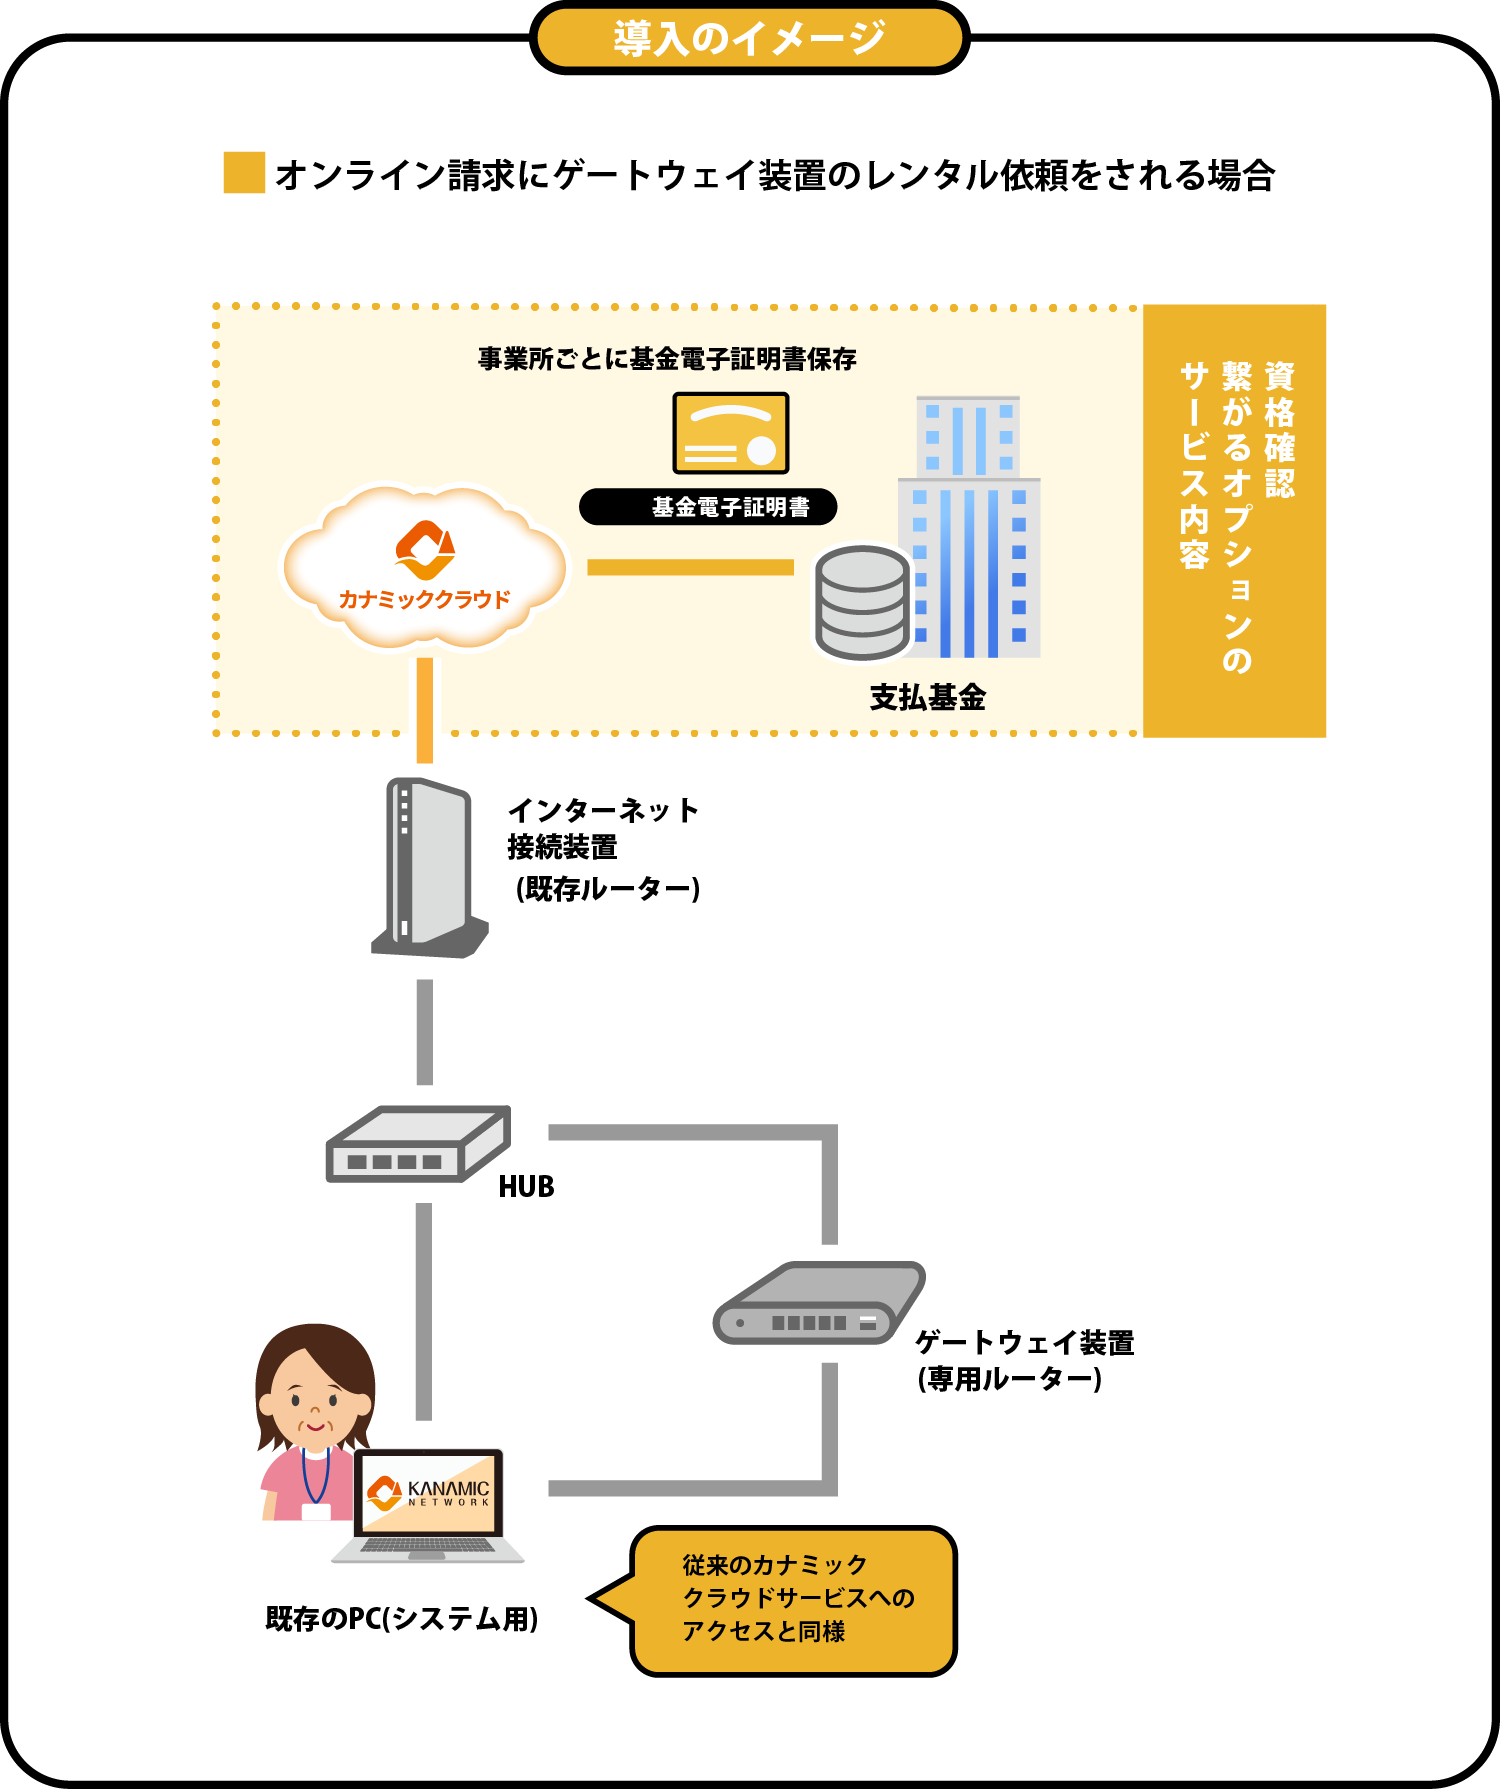 導入のイメージ
オンライン請求にゲートウェイ装置のレンタル依頼をされる場合
事業所ごとに基金電子証明書保存
基金電子証明書
カナミッククラウド
支払基金
資格確認
繋がるオプションの
サービス内容
インターネット
接続装置
(既存ルーター)
HUB
ゲートウェイ装置
(専用ルーター)
KANAMIC
NETWORK
既存のPC(システム用)
従来のカナミック
クラウドサービスへの
アクセスと同様